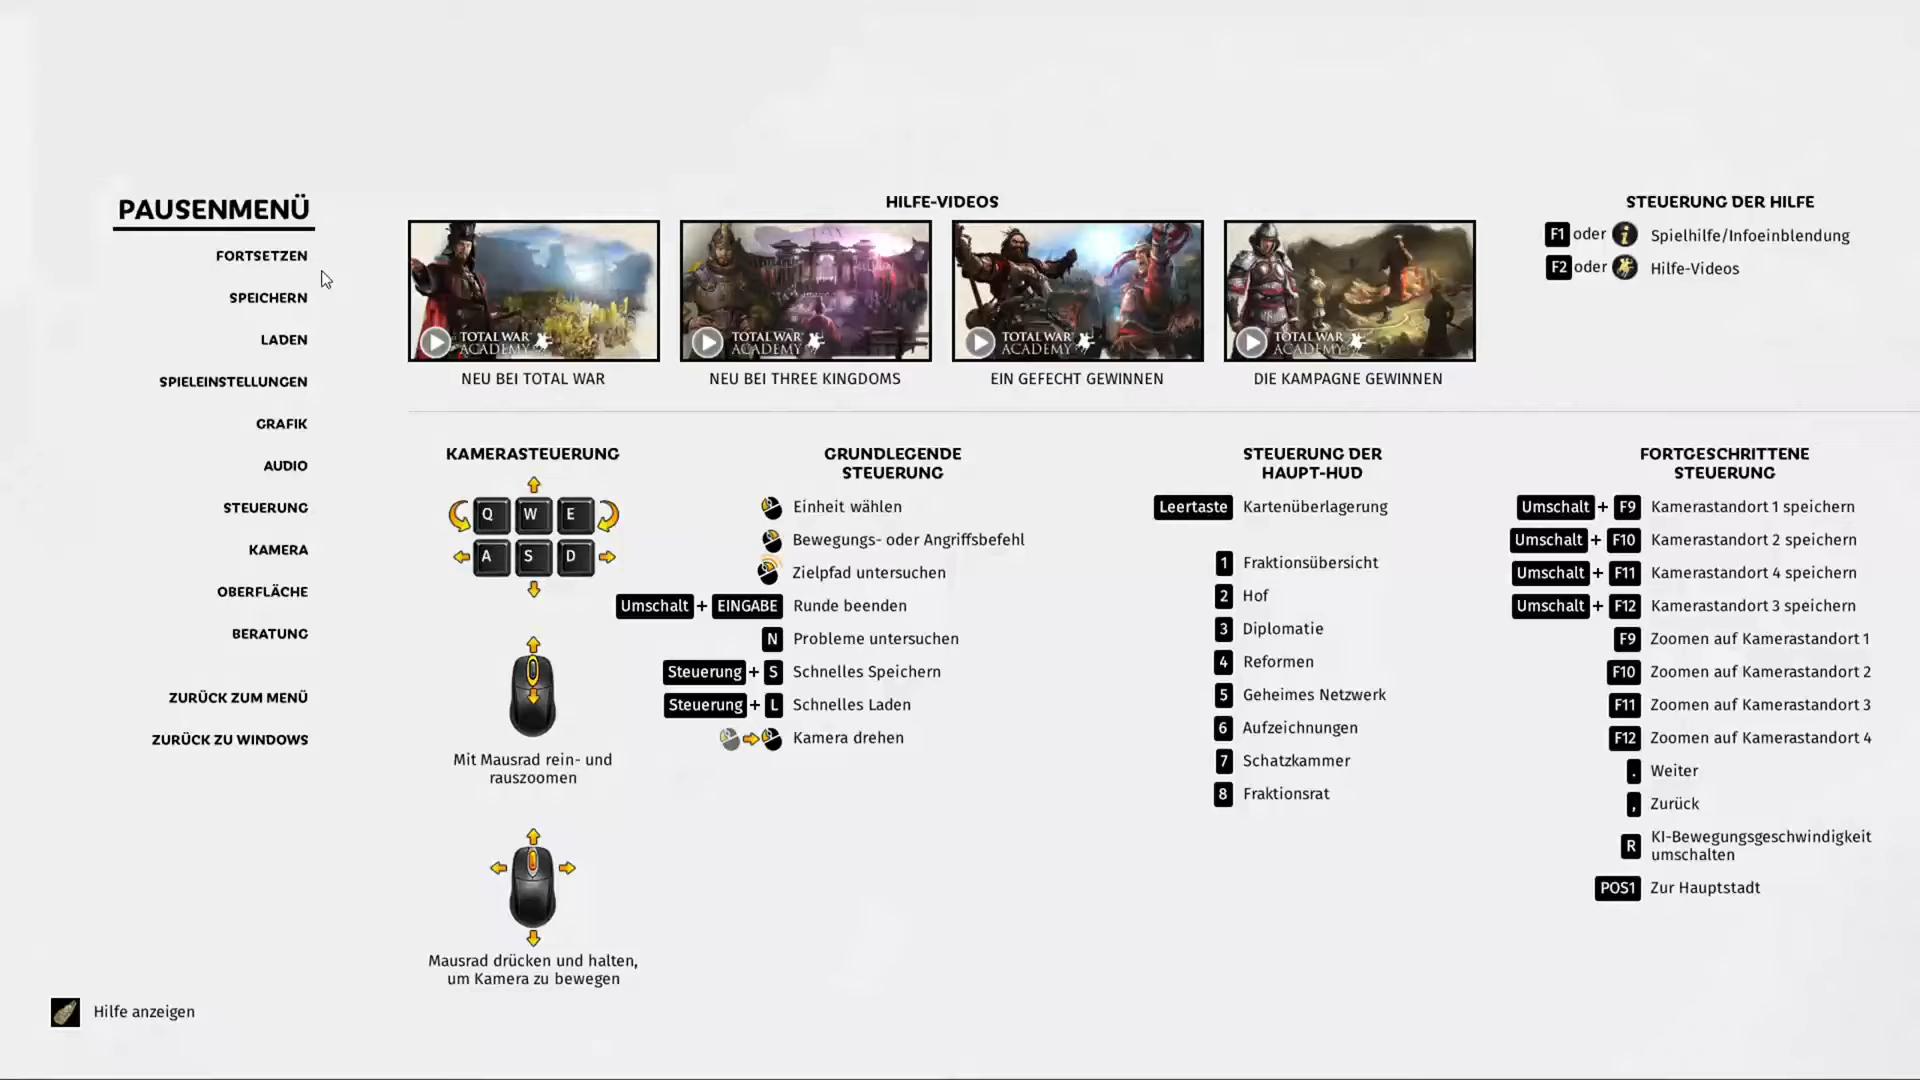 PAUSENMENÜ
FORTSETZEN
SPEICHERN
LADEN
SPIELEINSTELLUNGEN
GRAFIK
AUDIO
STEUERUNG
KAMERA
OBERFLÄCHE
BERATUNG
ZURÜCK ZUM MENÜ
ZURÜCK ZU WINDOWS
Hilfe anzeigen
HILFE-VIDEOS
TOTAL WAR
ACADEMY
NEU BEI TOTAL WAR
TOTAL WAR
ACADEMY
NEU BEI THREE KINGDOMS
TOTAL WAR
ACADEMY
EIN GEFECHT GEWINNEN
TOTAL WAR
ACADEMY
DIE KAMPAGNE GEWINNEN
STEUERUNG DER HILFE
F1 oder i Spielhilfe/Infoeinblendung
F2 oder Hilfe-Videos
KAMERASTEUERUNG
Q W E
A S D
Mit Mausrad rein- und
rauszoomen
Mausrad drücken und halten,
um Kamera zu bewegen
GRUNDLEGENDE
STEUERUNG
Einheit wählen
Bewegungs- oder Angriffsbefehl
Zielpfad untersuchen
Umschalt + EINGABE Runde beenden
N Probleme untersuchen
Steuerung + S Schnelles Speichern
Steuerung + L Schnelles Laden
Kamera drehen
STEUERUNG DER
HAUPT-HUD
Leertaste Kartenüberlagerung
1 Fraktionsübersicht
2 Hof
3 Diplomatie
4 Reformen
5 Geheimes Netzwerk
6 Aufzeichnungen
7 Schatzkammer
8 Fraktionsrat
FORTGESCHRITTENE
STEUERUNG
Umschalt + F9 Kamerastandort 1 speichern
Umschalt + F10 Kamerastandort 2 speichern
Umschalt + F11 Kamerastandort 4 speichern
Umschalt + F12 Kamerastandort 3 speichern
F9 Zoomen auf Kamerastandort 1
F10 Zoomen auf Kamerastandort 2
F11 Zoomen auf Kamerastandort 3
F12 Zoomen auf Kamerastandort 4
. Weiter
, Zurück
R KI-Bewegungsgeschwindigkeit
umschalten
POS1 Zur Hauptstadt